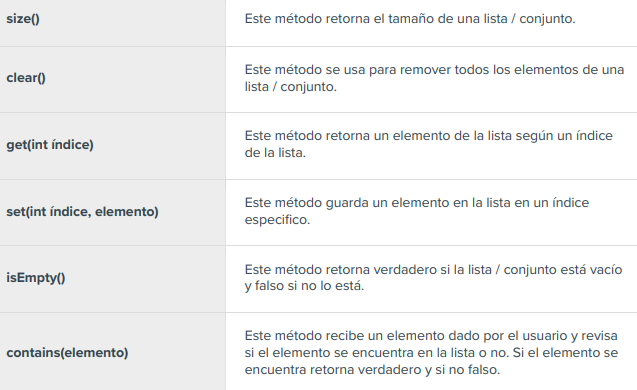 size()
Este método retorna el tamaño de una lista / conjunto.
clear()
Este método se usa para remover todos los elementos de una
lista / conjunto.
get(int índice)
Este método retorna un elemento de la lista según un índice
de la lista.
set(int índice, elemento)
Este método guarda un elemento en la lista en un índice
especifico.
isEmpty()
Este método retorna verdadero si la lista / conjunto está vacío
y falso si no lo está.
contains(elemento)
Este método recibe un elemento dado por el usuario y revisa
si el elemento se encuentra en la lista o no. Si el elemento se
encuentra retorna verdadero y si no falso.